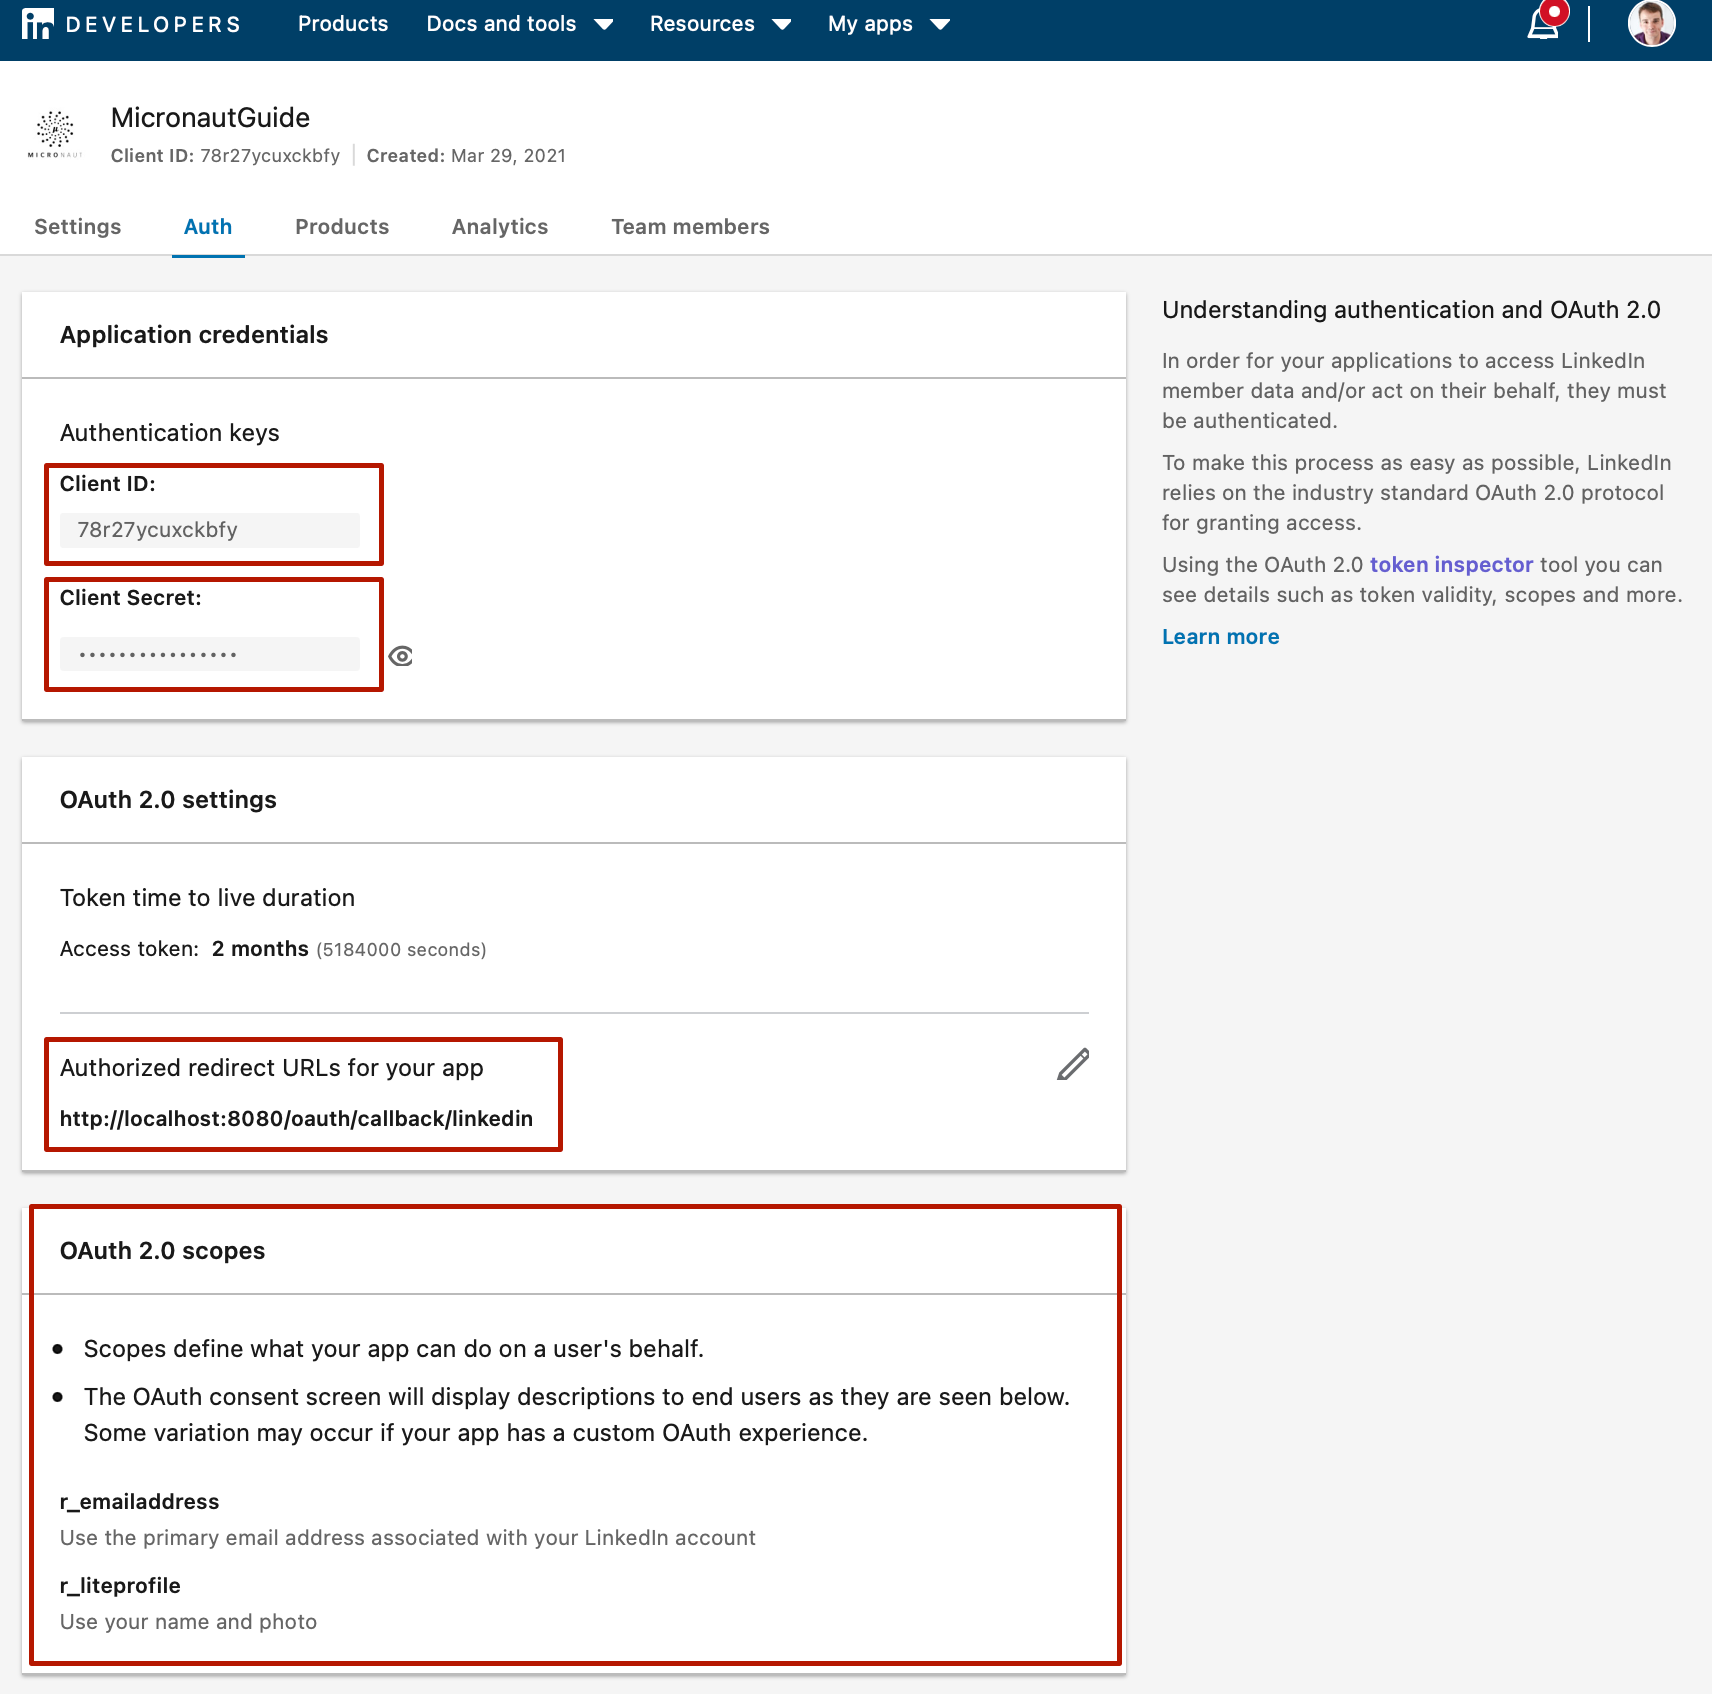 in DEVELOPERS Products Docs and tools Resources My apps
MicronautGuide
MICRONAUT
Client ID: 78r27ycuxckbfy Created: Mar 29, 2021
Settings Auth Products Analytics Team members
Application credentials
Authentication keys
Client ID:
78r27ycuxckbfy
Client Secret:
••••••••••••••••
OAuth 2.0 settings
Token time to live duration
Access token: 2 months (5184000 seconds)
Authorized redirect URLs for your app
http://localhost:8080/oauth/callback/linkedin
OAuth 2.0 scopes
• Scopes define what your app can do on a user's behalf.
• The OAuth consent screen will display descriptions to end users as they are seen below.
Some variation may occur if your app has a custom OAuth experience.
r_emailaddress
Use the primary email address associated with your LinkedIn account
r_liteprofile
Use your name and photo
Understanding authentication and OAuth 2.0
In order for your applications to access LinkedIn
member data and/or act on their behalf, they must
be authenticated.
To make this process as easy as possible, LinkedIn
relies on the industry standard OAuth 2.0 protocol
for granting access.
Using the OAuth 2.0 token inspector tool you can
see details such as token validity, scopes and more.
Learn more